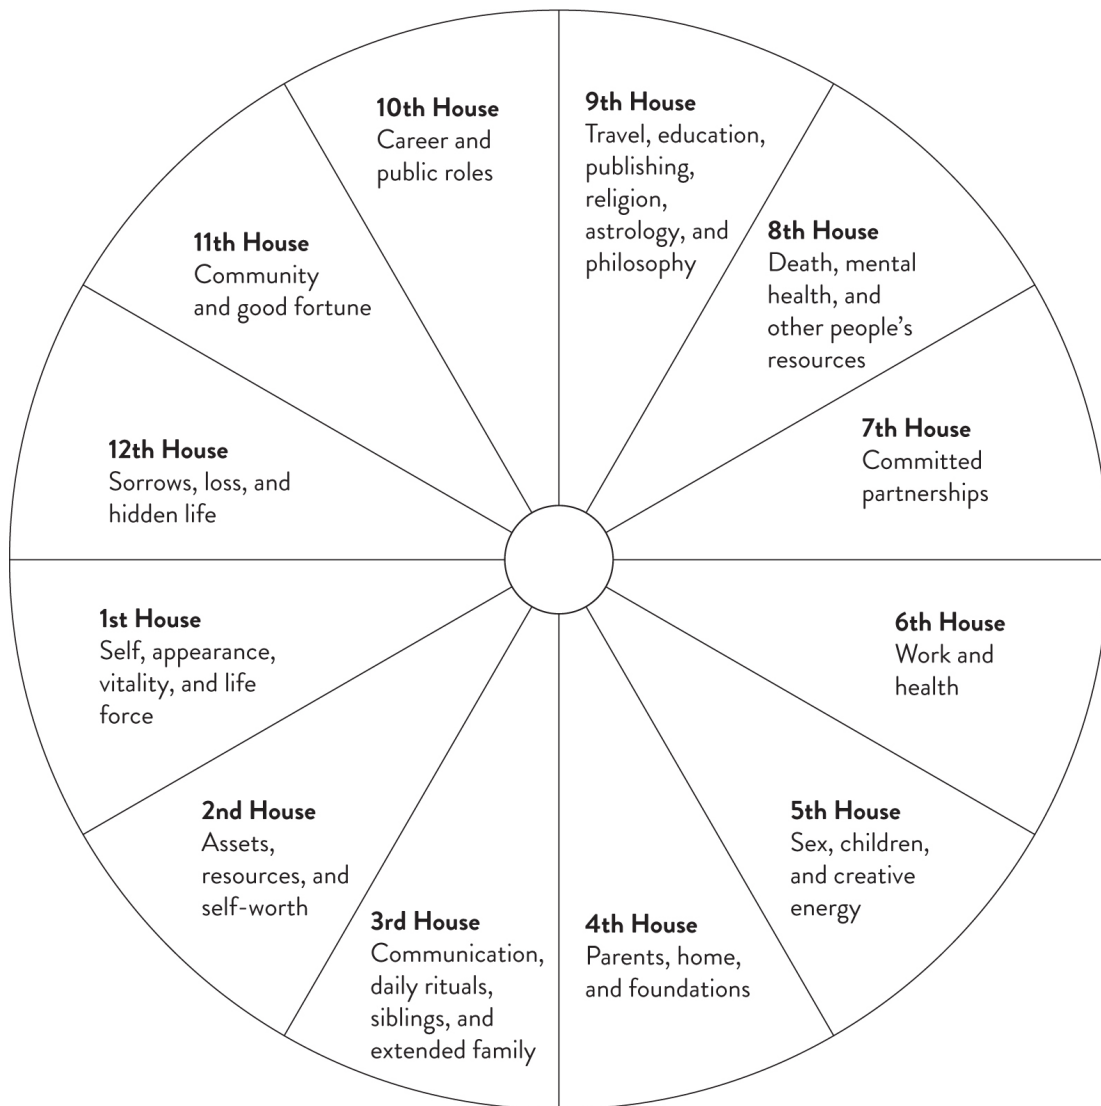 10th House
Career and
public roles
9th House
Travel, education,
publishing,
religion,
astrology, and
philosophy
11th House
Community
and good fortune
8th House
Death, mental
health, and
other people’s
resources
12th House
Sorrows, loss, and
hidden life
7th House
Committed
partnerships
1st House
Self, appearance,
vitality, and life
force
6th House
Work and
health
2nd House
Assets,
resources, and
self-worth
5th House
Sex, children,
and creative
energy
3rd House
Communication,
daily rituals,
siblings, and
extended family
4th House
Parents, home,
and foundations